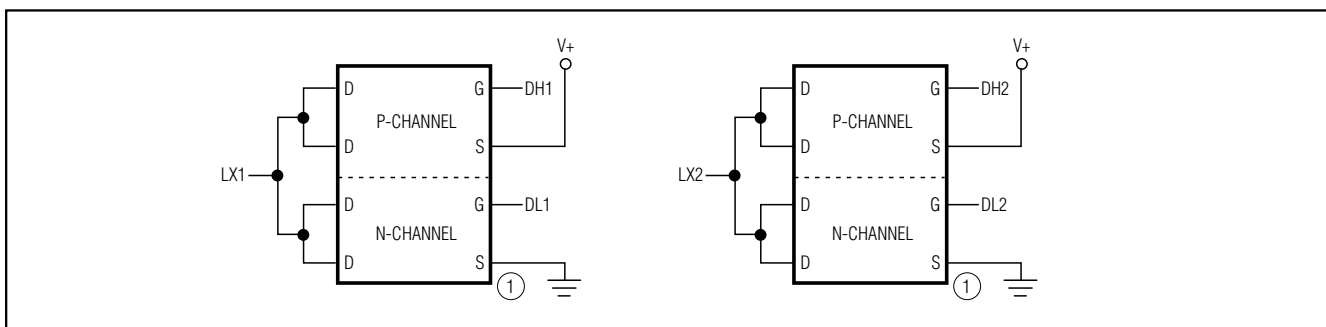 V+
D
G
DH1
P-CHANNEL
D
S
LX1
D
G
DL1
N-CHANNEL
D
S
1
V+
D
G
DH2
P-CHANNEL
D
S
LX2
D
G
DL2
N-CHANNEL
D
S
1